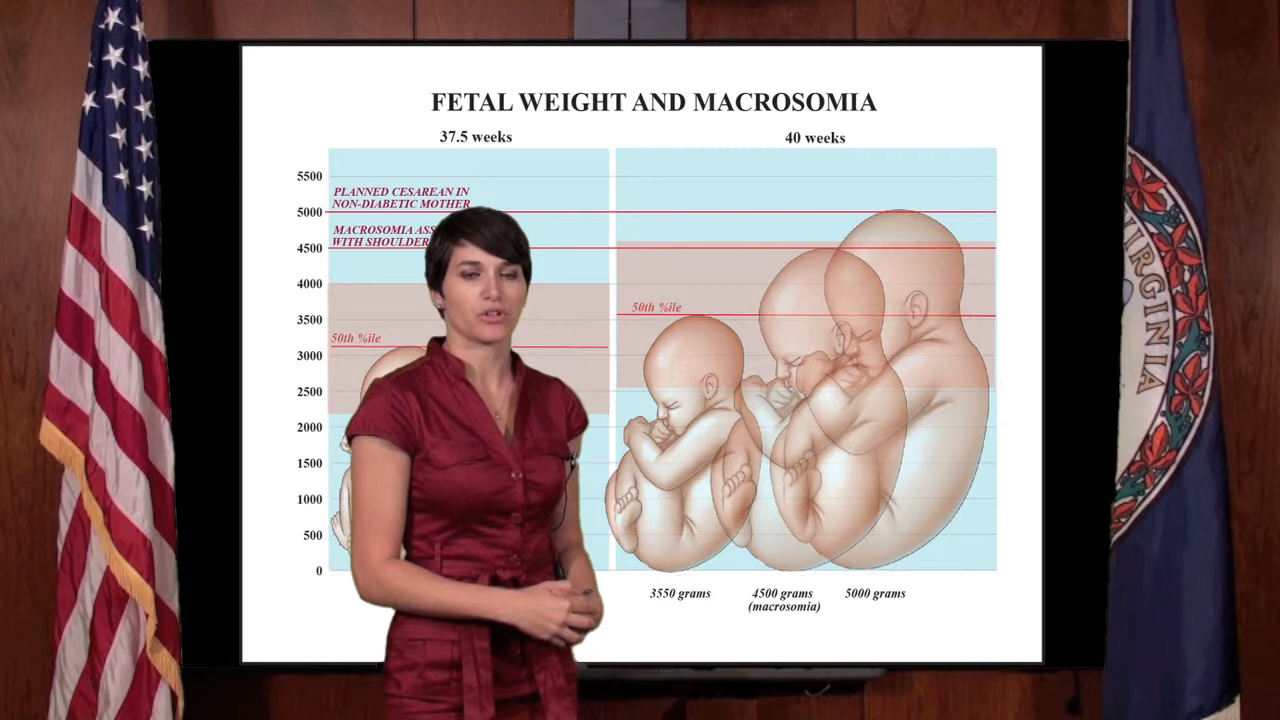 FETAL WEIGHT AND MACROSOMIA
37.5 weeks
40 weeks
5500
PLANNED CESAREAN IN
NON-DIABETIC MOTHER
5000
MACROSOMIA
WITH SHOULDER
4500
4000
50th %ile
3500
50th %ile
3000
2500
2000
1500
1000
500
0
3550 grams
4500 grams
(macrosomia)
5000 grams
VIRGINIA